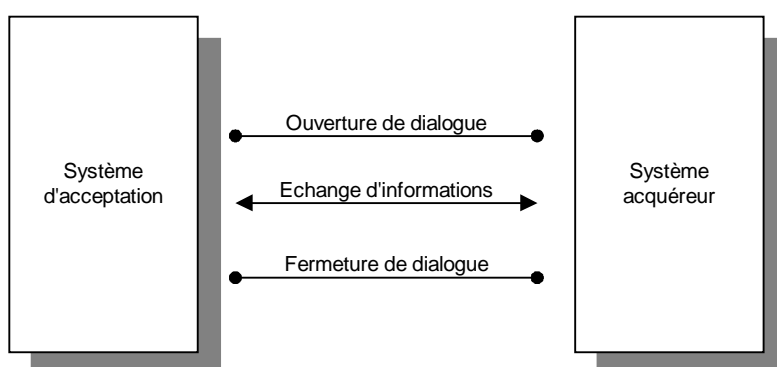 Système
d'acceptation
Ouverture de dialogue
Echange d'informations
Fermeture de dialogue
Système
acquéreur